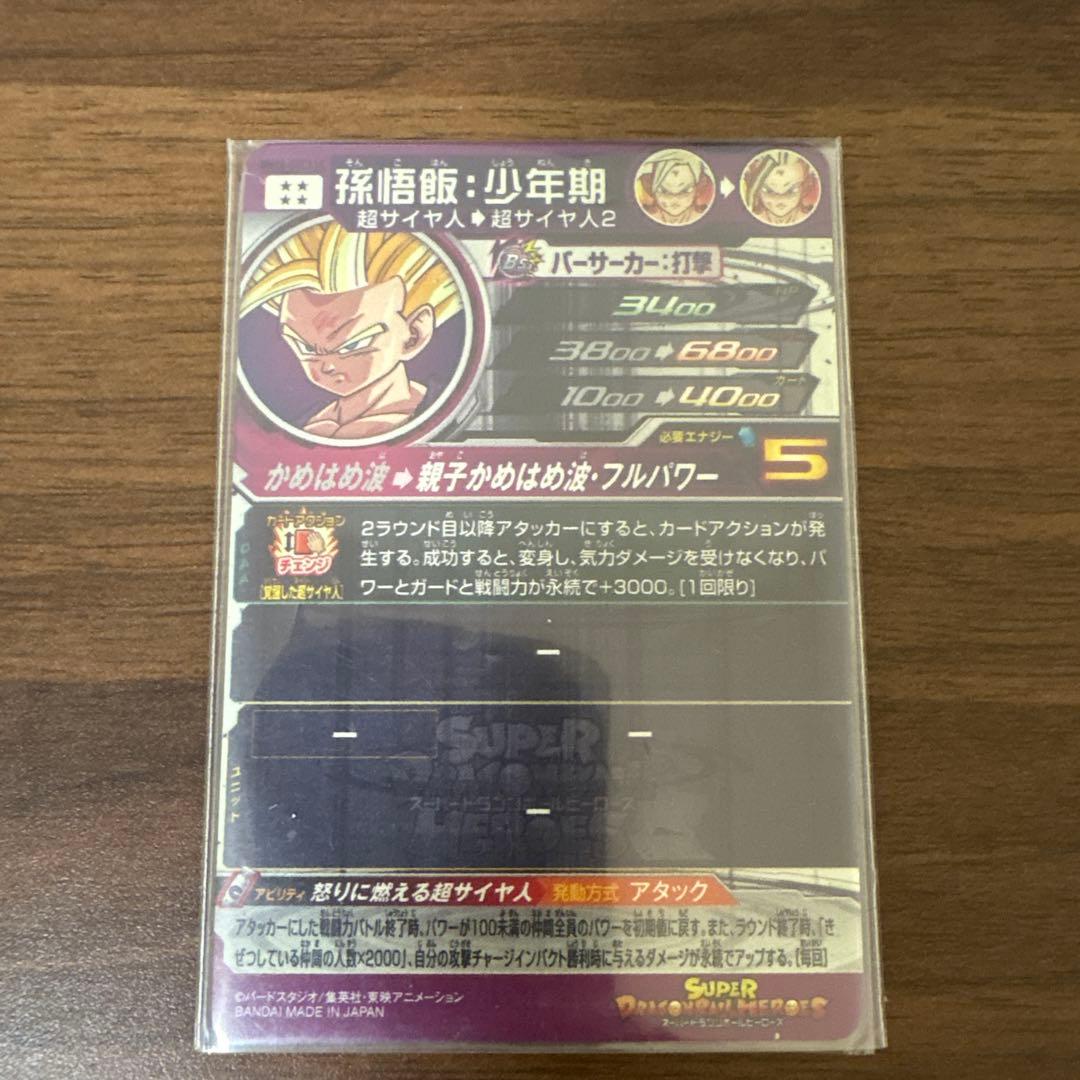 孫悟飯：少年期
超サイヤ人➡超サイヤ人2
Bs バーサーカー：打撃
HP
3400
3800➡6800
ガード
1000➡4000
必要エナジー 5
かめはめ波➡親子かめはめ波・フルパワー
カードアクション
チェンジ
[覚醒した超サイヤ人]
2ラウンド目以降アタッカーにすると、カードアクションが発
生する。成功すると、変身し、気力ダメージを受けなくなり、パ
ワーとガードと戦闘力が永続で+3000。[1回限り]
CAA
ー
ユニット
ー ー
ー
アビリティ 怒りに燃える超サイヤ人 発動方式 アタック
アタッカーにした戦闘力バトル終了時、パワーが100未満の仲間全員のパワーを初期値に戻す。また、ラウンド終了時、「き
ぜつしている仲間の人数×2000」、自分の攻撃チャージインパクト勝利時に与えるダメージが永続でアップする。[毎回]
©バードスタジオ/集英社・東映アニメーション
BANDAI MADE IN JAPAN
SUPER
DRAGONBALL HEROES
スーパードラゴンボールヒーローズ